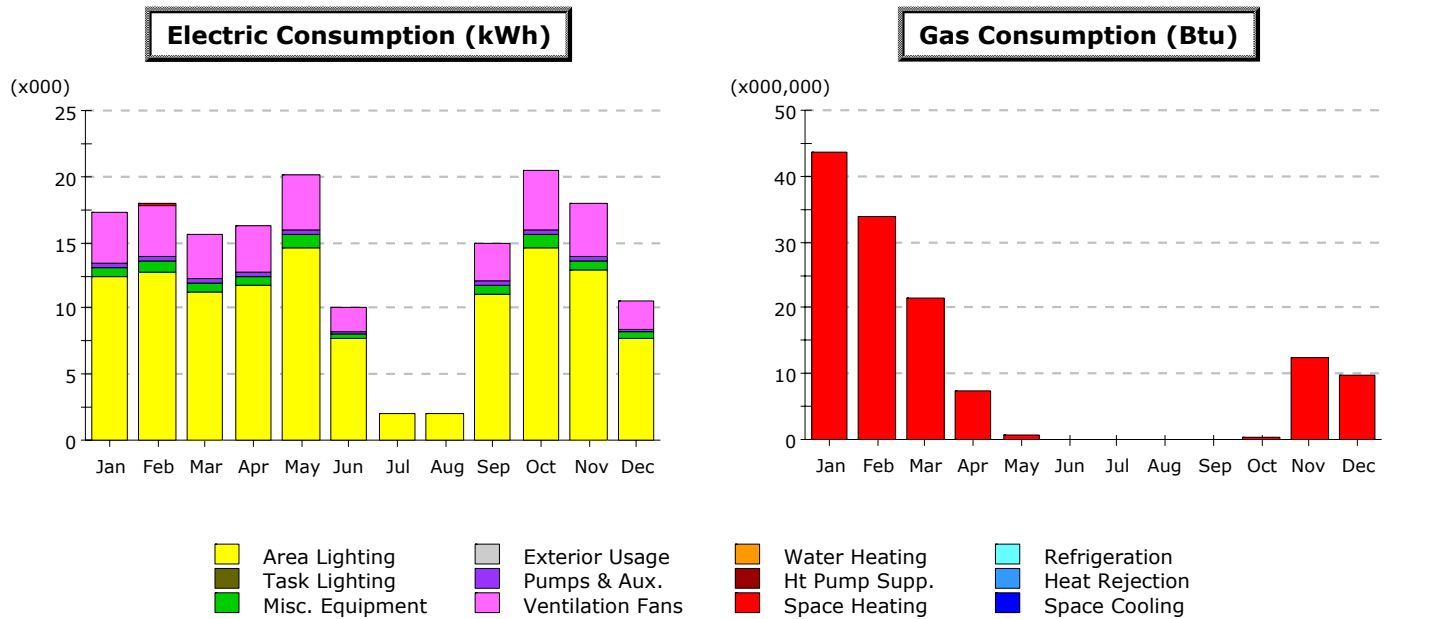 Electric Consumption (kWh)
(x000)
25
20
15
10
5
0
Jan Feb Mar Apr May Jun Jul Aug Sep Oct Nov Dec
Gas Consumption (Btu)
(x000,000)
50
40
30
20
10
0
Jan Feb Mar Apr May Jun Jul Aug Sep Oct Nov Dec
Area Lighting
Task Lighting
Misc. Equipment
Exterior Usage
Pumps & Aux.
Ventilation Fans
Water Heating
Ht Pump Supp.
Space Heating
Refrigeration
Heat Rejection
Space Cooling